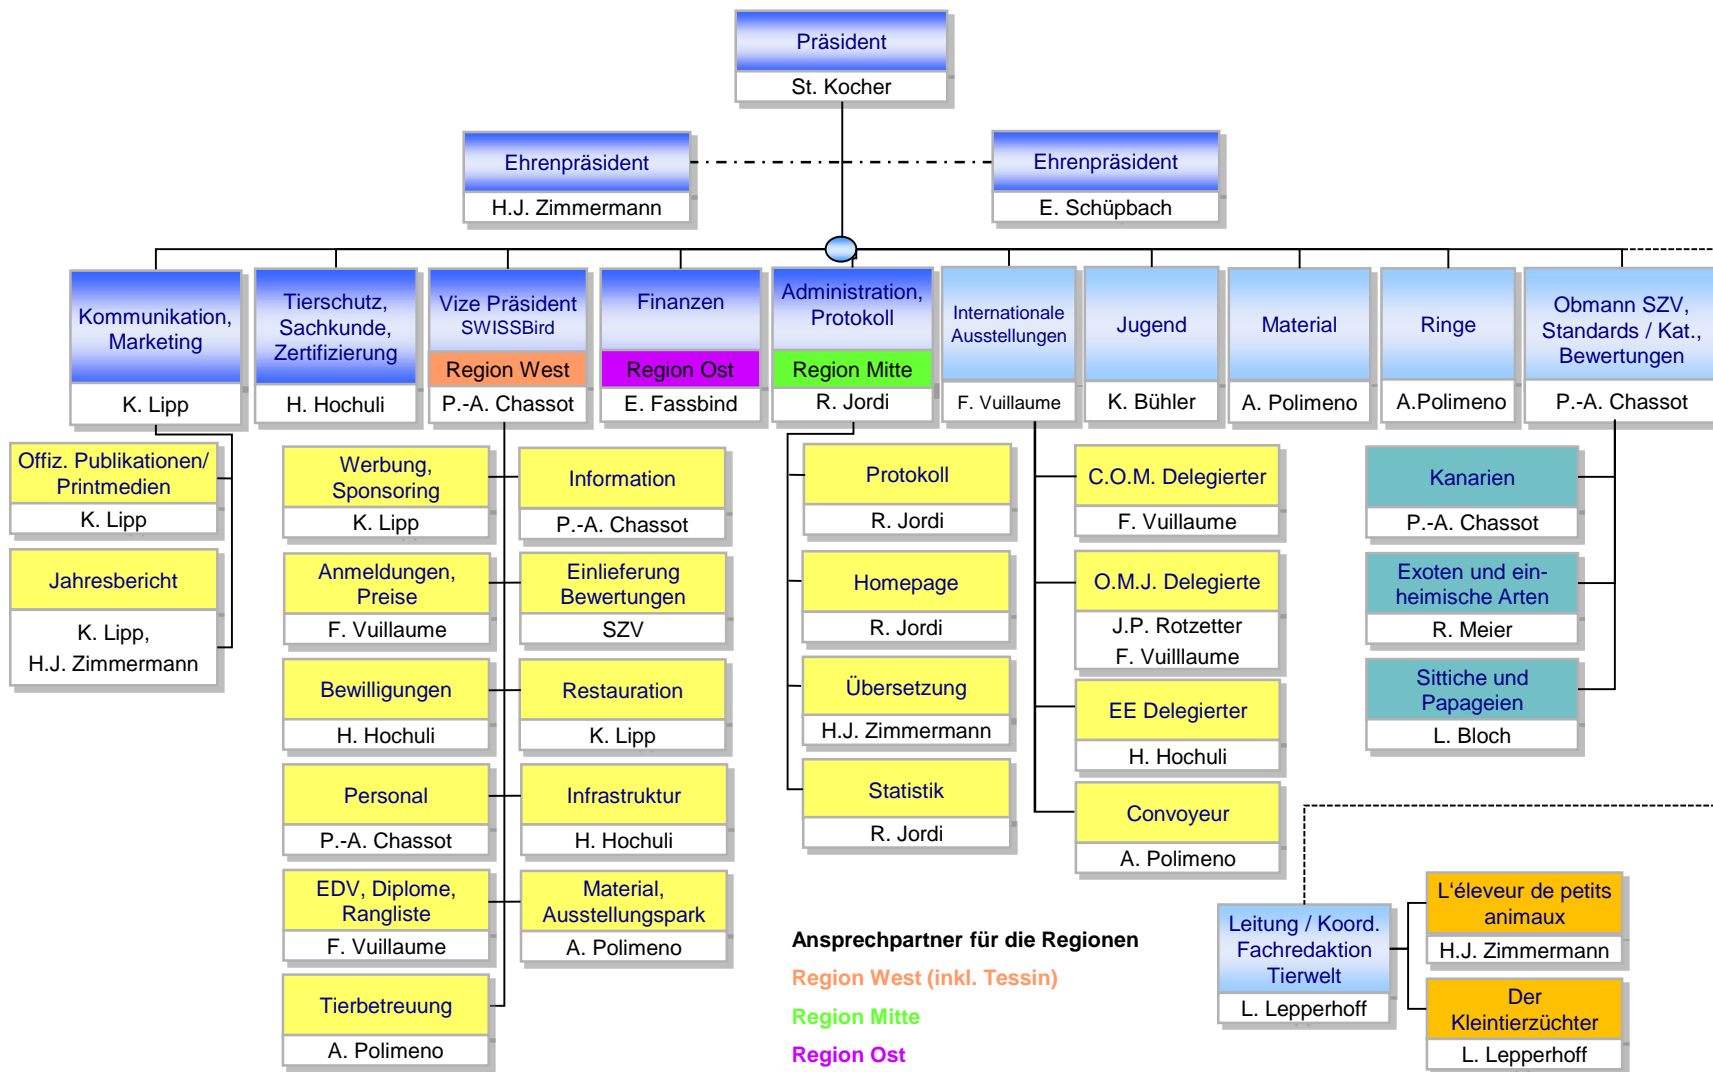 Präsident
St. Kocher
Ehrenpräsident
H.J. Zimmermann
Ehrenpräsident
E. Schüpbach
Kommunikation,
Marketing
K. Lipp
Tierschutz,
Sachkunde,
Zertifizierung
H. Hochuli
Vize Präsident
SWISSBird
Region West
P.-A. Chassot
Finanzen
Region Ost
E. Fassbind
Administration,
Protokoll
Region Mitte
R. Jordi
Internationale
Ausstellungen
F. Vuillaume
Jugend
K. Bühler
Material
A. Polimeno
Ringe
A.Polimeno
Obmann SZV,
Standards / Kat.,
Bewertungen
P.-A. Chassot
Offiz. Publikationen/
Printmedien
K. Lipp
Jahresbericht
K. Lipp,
H.J. Zimmermann
Werbung,
Sponsoring
K. Lipp
Anmeldungen,
Preise
F. Vuillaume
Bewilligungen
H. Hochuli
Personal
P.-A. Chassot
EDV, Diplome,
Rangliste
F. Vuillaume
Tierbetreuung
A. Polimeno
Information
P.-A. Chassot
Einlieferung
Bewertungen
SZV
Restauration
K. Lipp
Infrastruktur
H. Hochuli
Material,
Ausstellungspark
A. Polimeno
Protokoll
R. Jordi
Homepage
R. Jordi
Übersetzung
H.J. Zimmermann
Statistik
R. Jordi
C.O.M. Delegierter
F. Vuillaume
O.M.J. Delegierte
J.P. Rotzetter
F. Vuilllaume
EE Delegierter
H. Hochuli
Convoyeur
A. Polimeno
Kanarien
P.-A. Chassot
Exoten und ein-
heimische Arten
R. Meier
Sittiche und
Papageien
L. Bloch
Leitung / Koord.
Fachredaktion
Tierwelt
L. Lepperhoff
L‘éleveur de petits
animaux
H.J. Zimmermann
Der
Kleintierzüchter
L. Lepperhoff
Ansprechpartner für die Regionen
Region West (inkl. Tessin)
Region Mitte
Region Ost